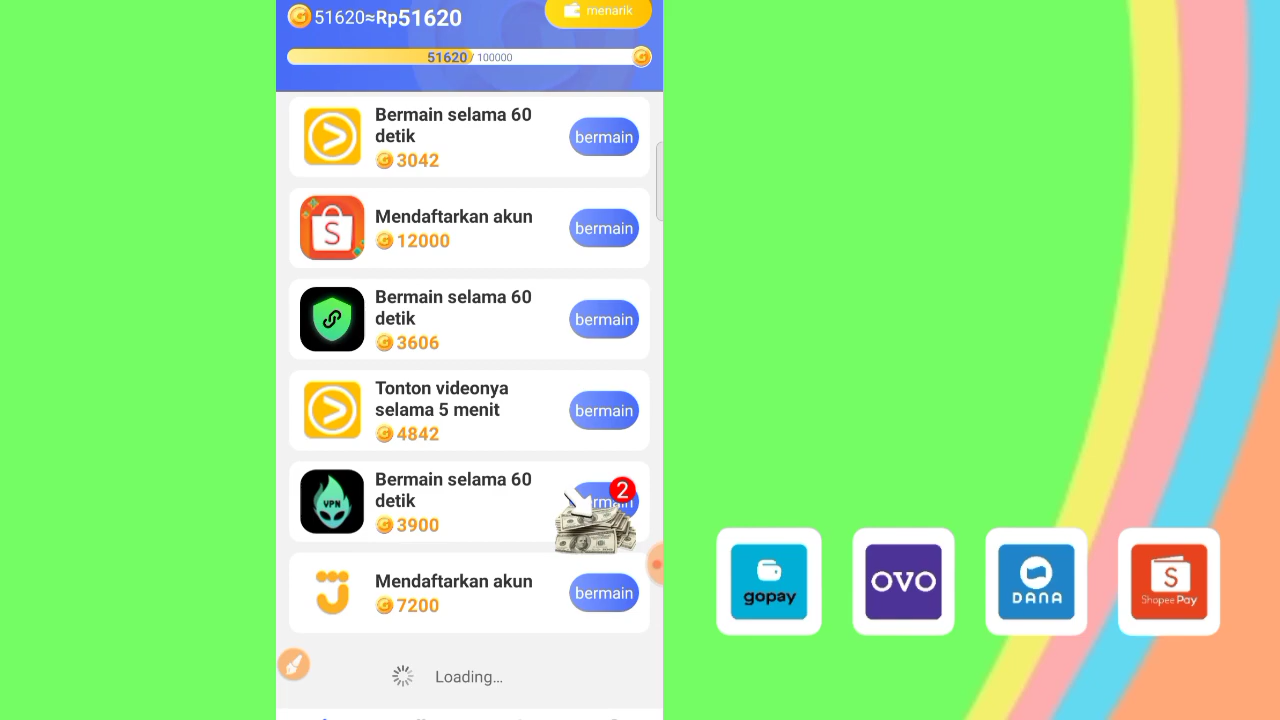 51620≈Rp51620
menarik
51620 / 100000
Bermain selama 60
detik
3042
bermain
Mendaftarkan akun
12000
bermain
Bermain selama 60
detik
3606
bermain
Tonton videonya
selama 5 menit
4842
bermain
VPN
Bermain selama 60
detik
3900
2
Mendaftarkan akun
7200
bermain
Loading...
gopay
OVO
DANA
S
Shopee Pay